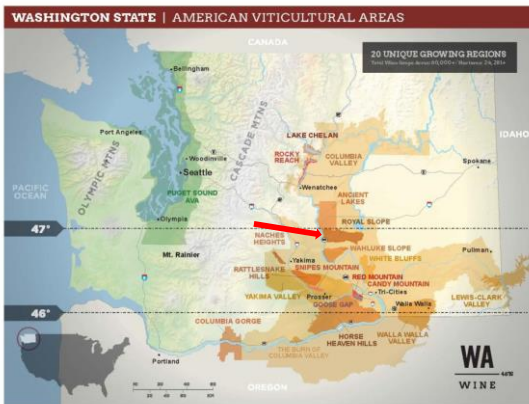 WASHINGTON STATE | AMERICAN VITICULTURAL AREAS
CANADA
20 UNIQUE GROWING REGIONS
Bellingham
OLYMPIC MTNS
Port Angeles
CASCADE MTNS
LAKE CHELAN
IDAHO
Woodinville
ROCKY
REACH
COLUMBIA
VALLEY
Seattle
Spokane
Wenatchee
PACIFIC
OCEAN
PUGET SOUND
AVA
ANCIENT
LAKES
Olympia
ROYAL SLOPE
47°
NACHES
HEIGHTS
WAHLUKE SLOPE
Pullman
Mt. Rainier
Yakima
WHITE BLUFFS
RATTLESNAKE
HILLS
SNIPES MOUNTAIN
RED MOUNTAIN
CANDY MOUNTAIN
Tri-Cities
YAKIMA VALLEY
Prosser
GOOSE GAP
Walla Walla
LEWIS-CLARK
VALLEY
46°
COLUMBIA GORGE
HORSE
HEAVEN HILLS
WALLA WALLA
VALLEY
THE BURN OF
COLUMBIA VALLEY
Portland
OREGON
WA
WINE